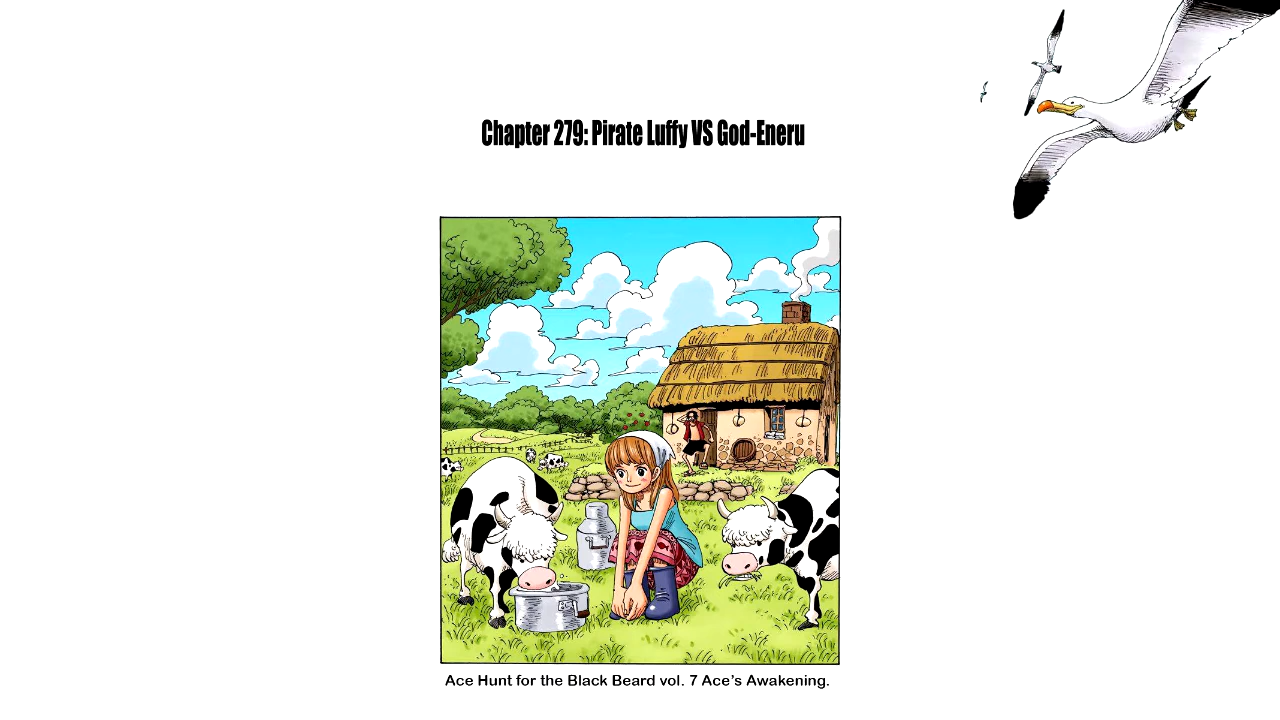 Chapter 279: Pirate Luffy VS God-Eneru
Ace Hunt for the Black Beard vol. 7 Ace's Awakening.